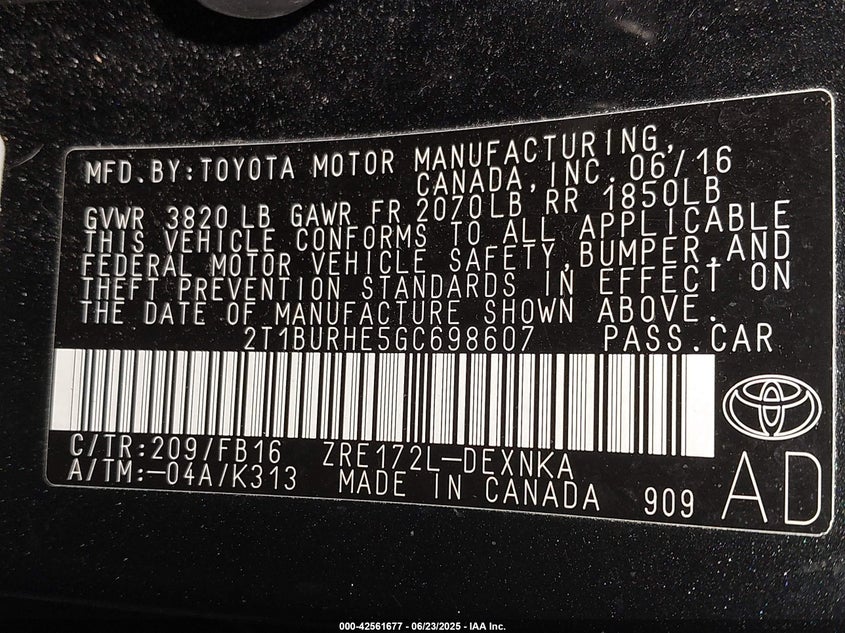 MFD.BY:TOYOTA MOTOR MANUFACTURING,
CANADA, INC. 06/16
GVWR 3820 LB GAWR FR 2070LB RR 1850LB
THIS VEHICLE CONFORMS TO ALL APPLICABLE
FEDERAL MOTOR VEHICLE SAFETY, BUMPER, AND
THEFT PREVENTION STANDARDS IN EFFECT ON
THE DATE OF MANUFACTURE SHOWN ABOVE.
2T1BURHE5GC698607 PASS.CAR
C/TR:209/FB16 ZRE172L-DEXNKA
A/TM:-04A/K313 MADE IN CANADA 909 AD
000-42561677 - 06/23/2025 - IAA Inc.